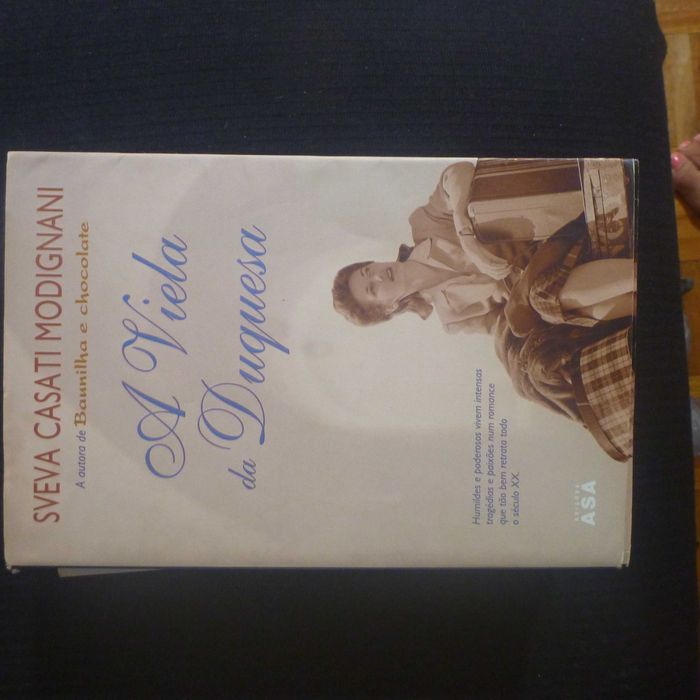 SVEVA CASATI MODIGNANI
A autora de Baunilha e chocolate
A Viela
da Duquesa
Humildes e poderosos vivem intensas
tragédias e paixões num romance
que tão bem retrata todo
o século XX.
EDITORA
ASA